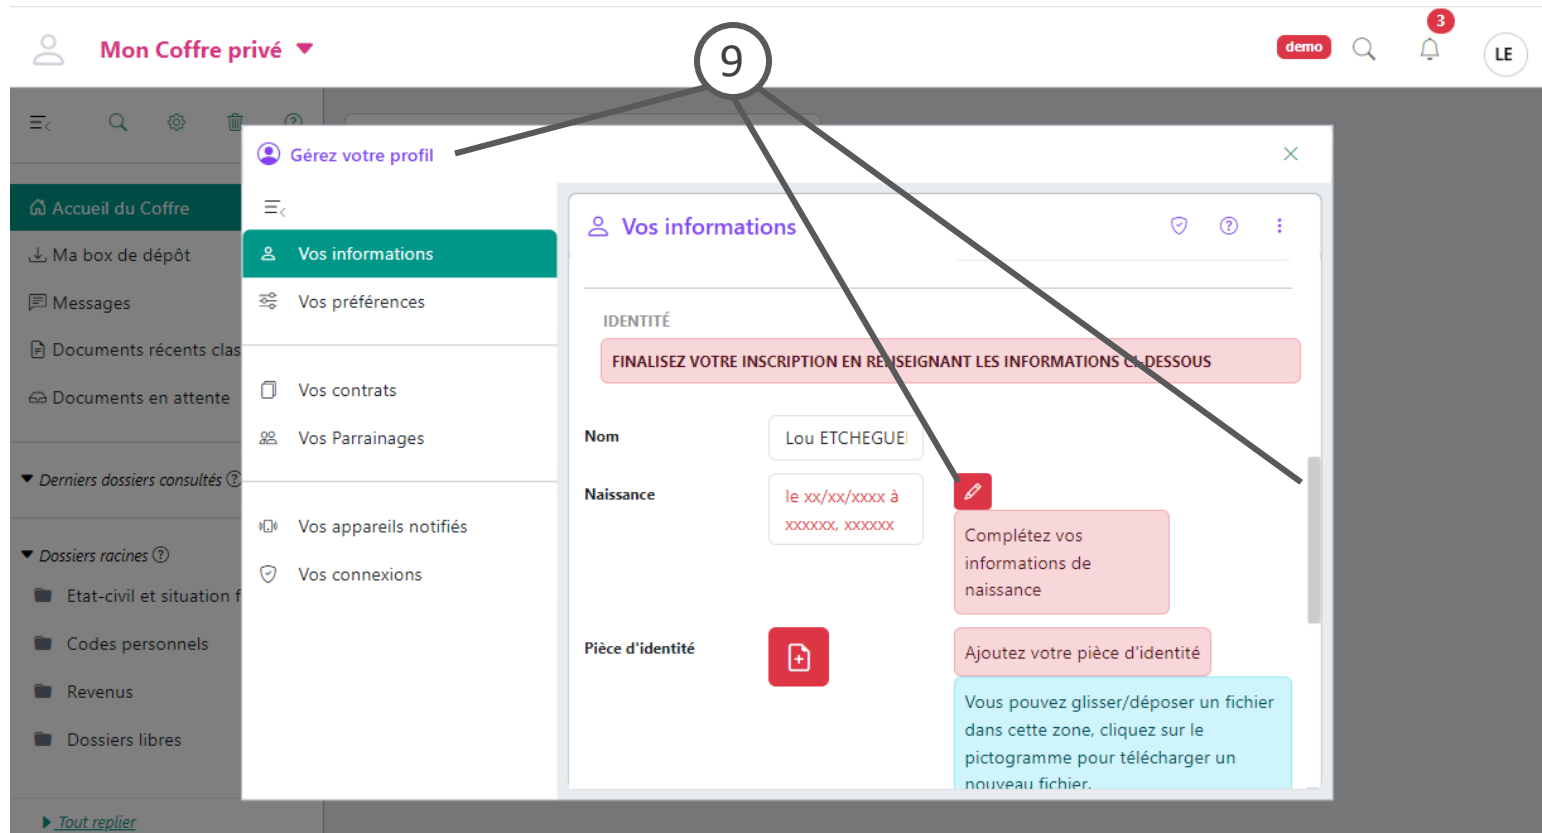 Mon Coffre privé
9
demo
3
LE
Gérez votre profil
Accueil du Coffre
Ma box de dépôt
Messages
Documents récents clas
Documents en attente
Derniers dossiers consultés
Dossiers racines
Etat-civil et situation f
Codes personnels
Revenus
Dossiers libres
Tout replier
Vos informations
Vos préférences
Vos contrats
Vos Parrainages
Vos appareils notifiés
Vos connexions
Vos informations
IDENTITÉ
FINALISEZ VOTRE INSCRIPTION EN RENSEIGNANT LES INFORMATIONS CI-DESSOUS
Nom
Lou ETCHEGUE
Naissance
le xx/xx/xxxx à
xxxxxx, xxxxxx
Complétez vos
informations de
naissance
Pièce d'identité
Ajoutez votre pièce d'identité
Vous pouvez glisser/déposer un fichier
dans cette zone, cliquez sur le
pictogramme pour télécharger un
nouveau fichier.